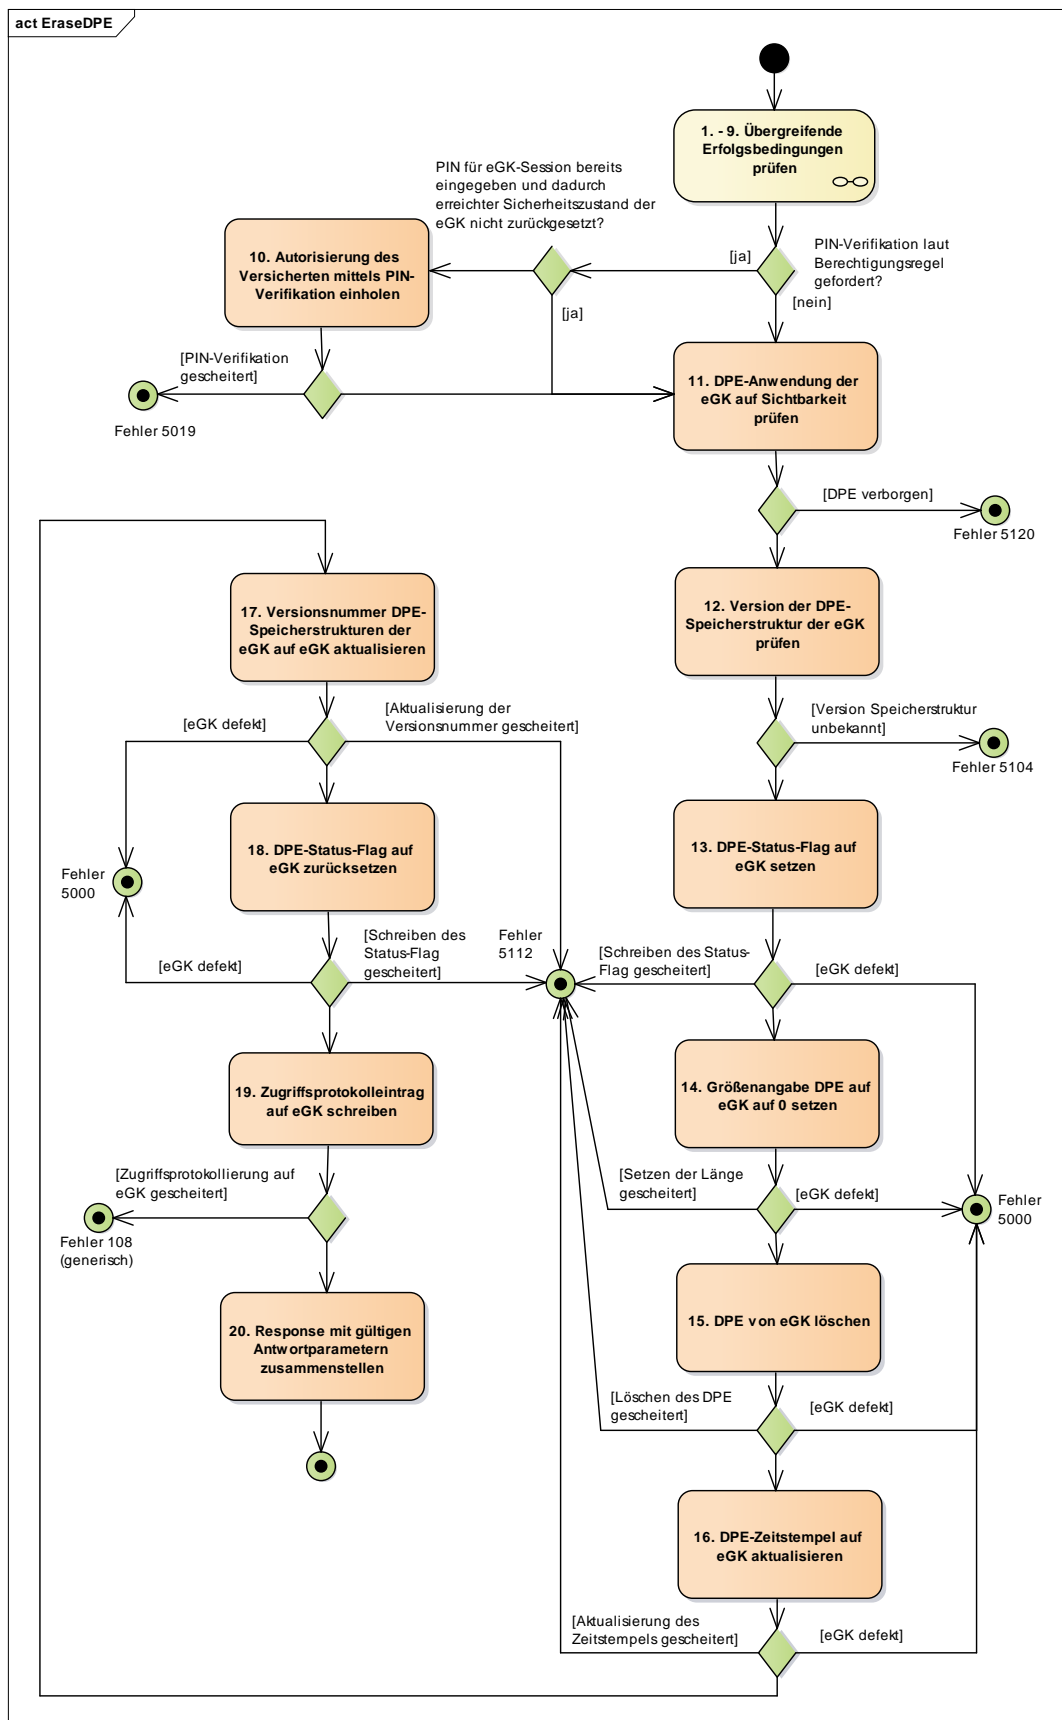 act EraseDPE
1. - 9. Übergreifende
Erfolgsbedingungen
prüfen
PIN für eGK-Session bereits
eingegeben und dadurch
erreichter Sicherheitszustand der
eGK nicht zurückgesetzt?
PIN-Verifikation laut
Berechtigungsregel
gefordert?
[ja]
[nein]
[ja]
10. Autorisierung des
Versicherten mittels PIN-
Verifikation einholen
[PIN-Verifikation
gescheitert]
Fehler 5019
11. DPE-Anwendung der
eGK auf Sichtbarkeit
prüfen
[DPE verborgen]
Fehler 5120
12. Version der DPE-
Speicherstruktur der eGK
prüfen
[Version Speicherstruktur
unbekannt]
Fehler 5104
13. DPE-Status-Flag auf
eGK setzen
[Schreiben des Status-
Flag gescheitert]
[eGK defekt]
14. Größenangabe DPE auf
eGK auf 0 setzen
[Setzen der Länge
gescheitert]
[eGK defekt]
Fehler
5000
15. DPE von eGK löschen
[Löschen des DPE
gescheitert]
[eGK defekt]
16. DPE-Zeitstempel auf
eGK aktualisieren
[Aktualisierung des
Zeitstempels gescheitert]
[eGK defekt]
17. Versionsnummer DPE-
Speicherstrukturen der
eGK auf eGK aktualisieren
[eGK defekt]
[Aktualisierung der
Versionsnummer gescheitert]
18. DPE-Status-Flag auf
eGK zurücksetzen
Fehler
5000
[eGK defekt]
[Schreiben des
Status-Flag
gescheitert]
Fehler
5112
19. Zugriffsprotokolleintrag
auf eGK schreiben
[Zugriffsprotokollierung auf
eGK gescheitert]
Fehler 108
(generisch)
20. Response mit gültigen
Antwortparametern
zusammenstellen